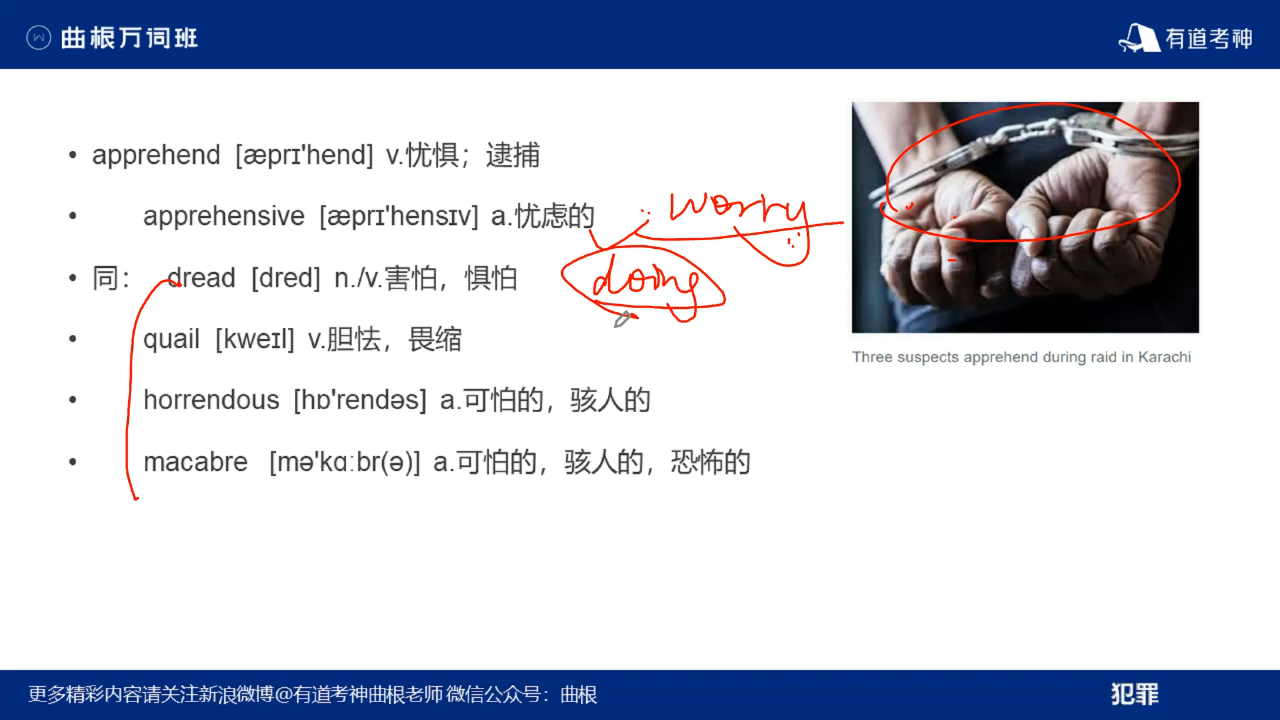 曲根万词班
有道考神
• apprehend [æprɪ'hend] v.忧惧；逮捕
• apprehensive [æprɪ'hensɪv] a.忧虑的
worry
• 同： dread [dred] n./v.害怕，惧怕
doing
• quail [kweɪl] v.胆怯，畏缩
• horrendous [hɒ'rendəs] a.可怕的，骇人的
• macabre [mə'kɑːbr(ə)] a.可怕的，骇人的，恐怖的
Three suspects apprehend during raid in Karachi
更多精彩内容请关注新浪微博@有道考神曲根老师 微信公众号：曲根
犯罪